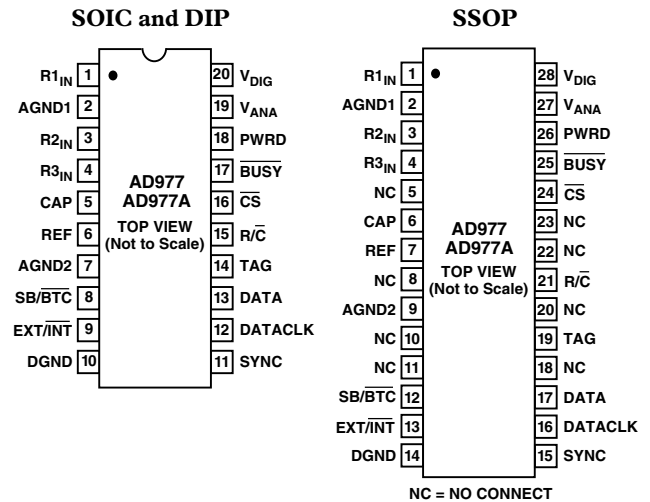 SOIC and DIP
R1IN 1
AGND1 2
R2IN 3
R3IN 4
CAP 5
REF 6
AGND2 7
SB/BTC 8
EXT/INT 9
DGND 10
AD977
AD977A
TOP VIEW
(Not to Scale)
20 VDIG
19 VANA
18 PWRD
17 BUSY
16 CS
15 R/C
14 TAG
13 DATA
12 DATACLK
11 SYNC
SSOP
R1IN 1
AGND1 2
R2IN 3
R3IN 4
NC 5
CAP 6
REF 7
NC 8
AGND2 9
NC 10
NC 11
SB/BTC 12
EXT/INT 13
DGND 14
AD977
AD977A
TOP VIEW
(Not to Scale)
28 VDIG
27 VANA
26 PWRD
25 BUSY
24 CS
23 NC
22 NC
21 R/C
20 NC
19 TAG
18 NC
17 DATA
16 DATACLK
15 SYNC
NC = NO CONNECT